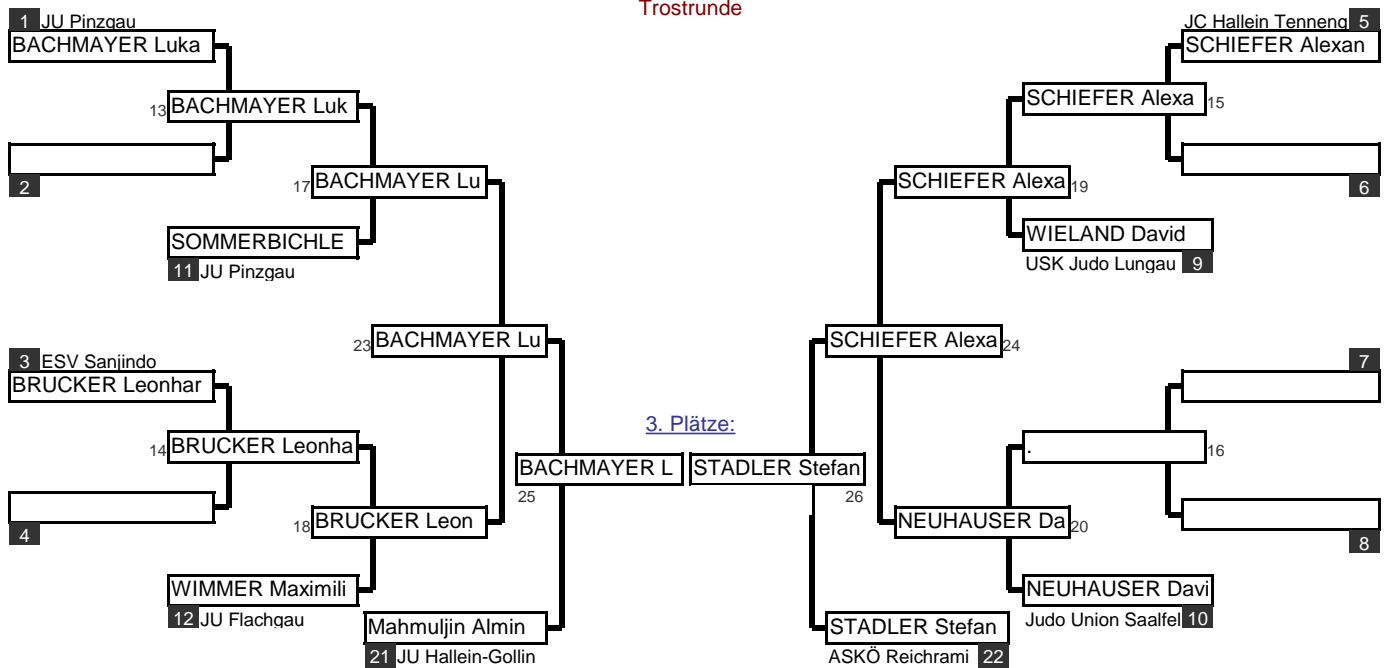 Trostrunde
1 JU Pinzgau
BACHMAYER Luka
13 BACHMAYER Luk
2
17 BACHMAYER Lu
SOMMERBICHLE
11 JU Pinzgau
23 BACHMAYER Lu
3 ESV Sanjindo
BRUCKER Leonhar
14 BRUCKER Leonha
4
18 BRUCKER Leon
WIMMER Maximili
12 JU Flachgau
Mahmuljin Almin
21 JU Hallein-Gollin
3. Plätze:
BACHMAYER L
25
STADLER Stefan
26
JC Hallein Tenneng 5
SCHIEFER Alexan
SCHIEFER Alexa 15
6
SCHIEFER Alexa 19
WIELAND David
USK Judo Lungau 9
SCHIEFER Alexa 24
7
. 16
8
NEUHAUSER Da 20
NEUHAUSER Davi
Judo Union Saalfel 10
STADLER Stefan
ASKÖ Reichrami 22